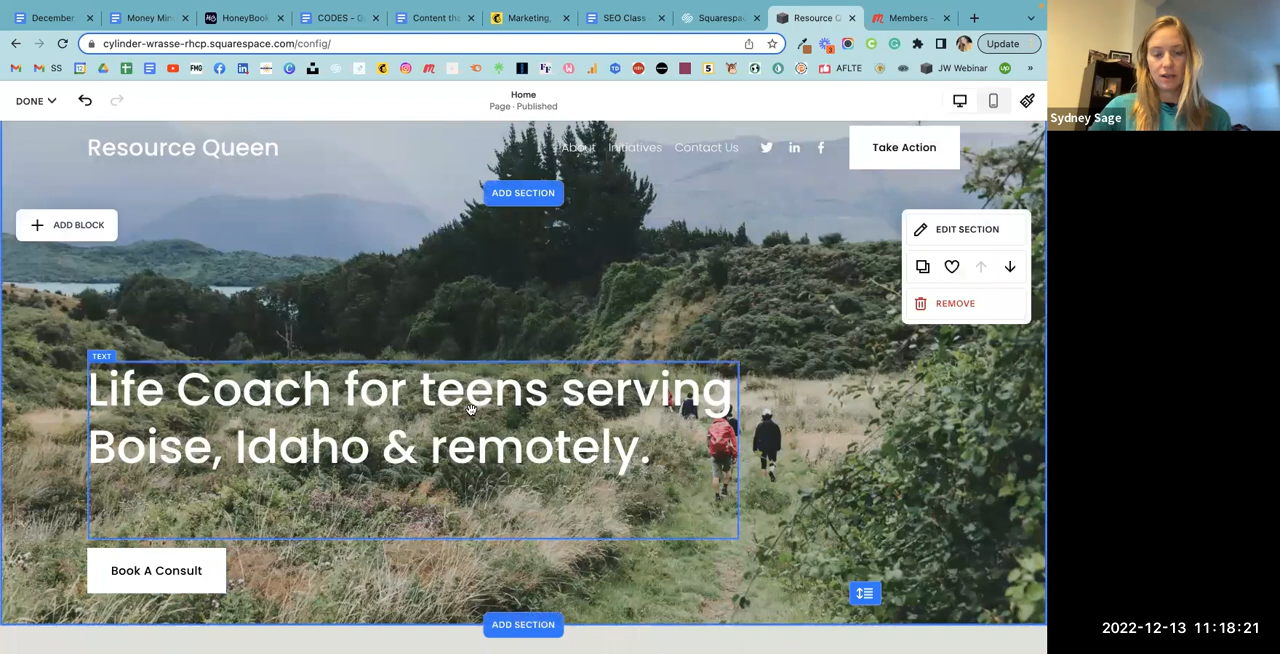 December
Money Min
HoneyBook
CODES - G
Content th
Marketing,
SEO Class -
Squarespa
Resource Q
Members -
cylinder-wrasse-rhcp.squarespace.com/config/
Update
SS
JW Webinar
AFLTE
DONE
Home
Page · Published
Resource Queen
About
Initiatives
Contact Us
Take Action
ADD SECTION
ADD BLOCK
EDIT SECTION
REMOVE
TEXT
Life Coach for teens serving
Boise, Idaho & remotely.
Book A Consult
ADD SECTION
Sydney Sage
2022-12-13 11:18:21